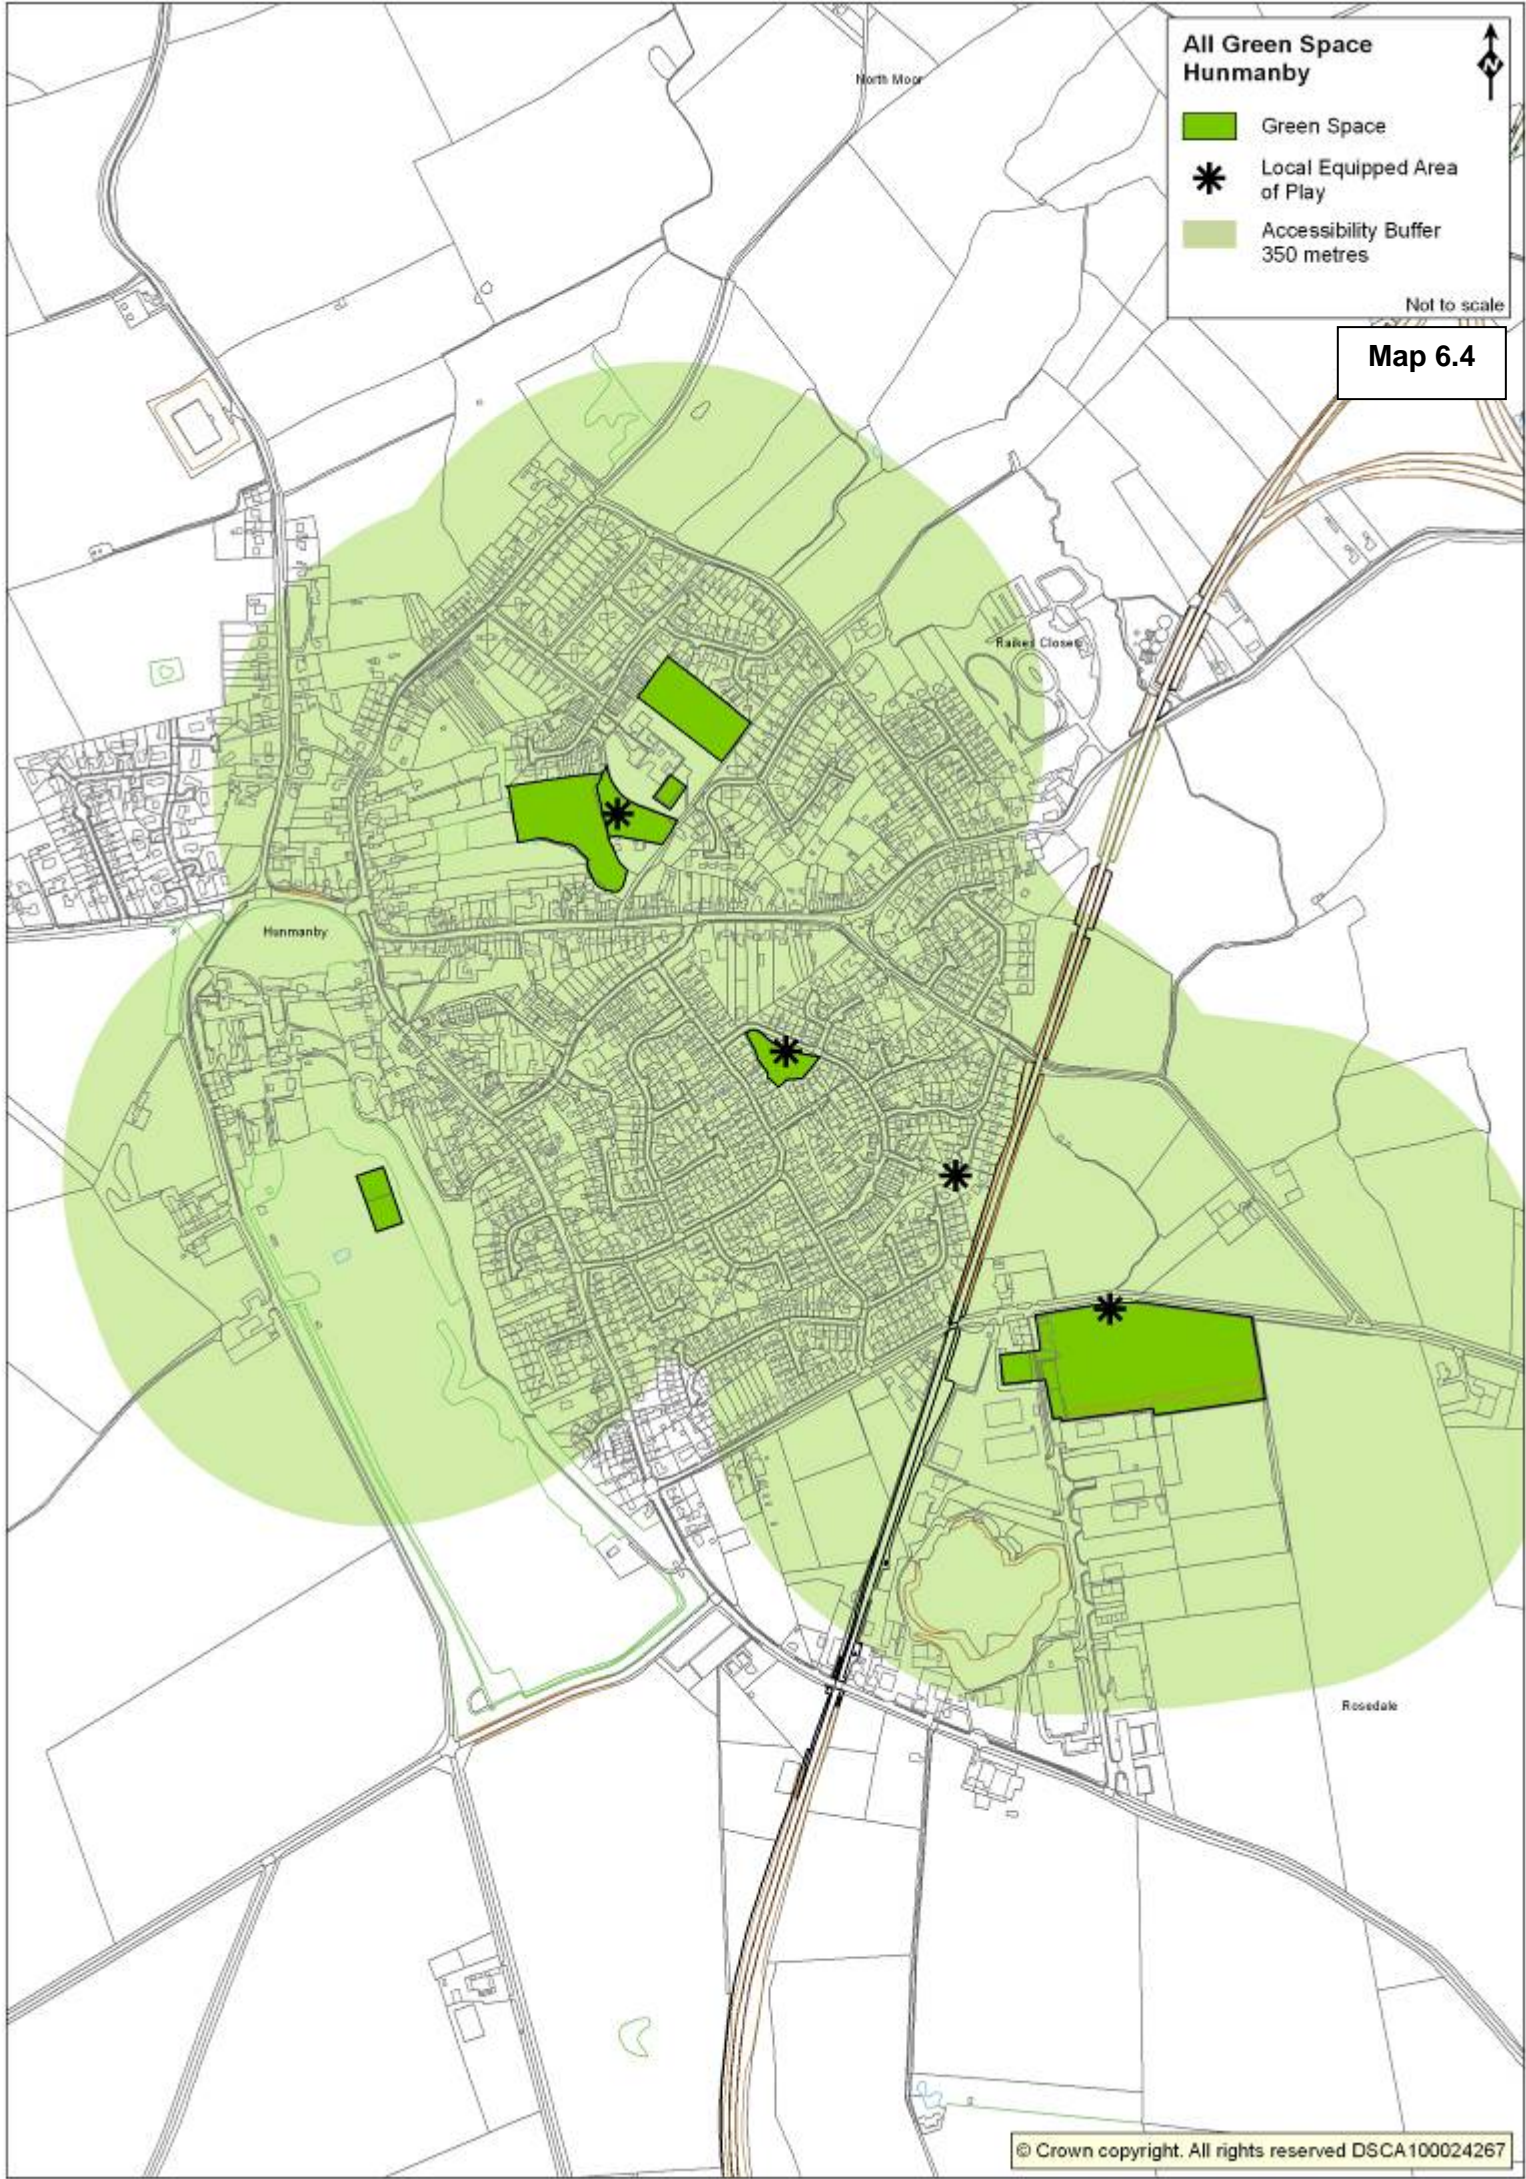 North Moor
All Green Space
Hunmanby
N
Green Space
Local Equipped Area
of Play
Accessibility Buffer
350 metres
Not to scale
Map 6.4
Raikes Closes
Hunmanby
Rosedale
© Crown copyright. All rights reserved DSCA100024267